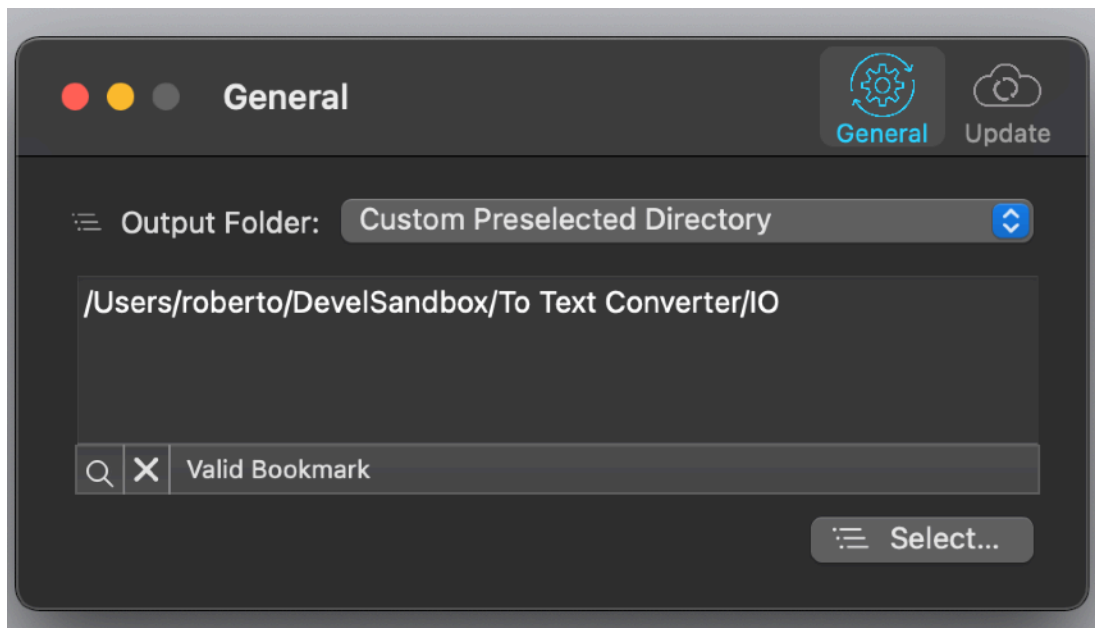 General
General
Update
Output Folder:
Custom Preselected Directory
/Users/roberto/DevelSandbox/To Text Converter/IO
Valid Bookmark
Select...